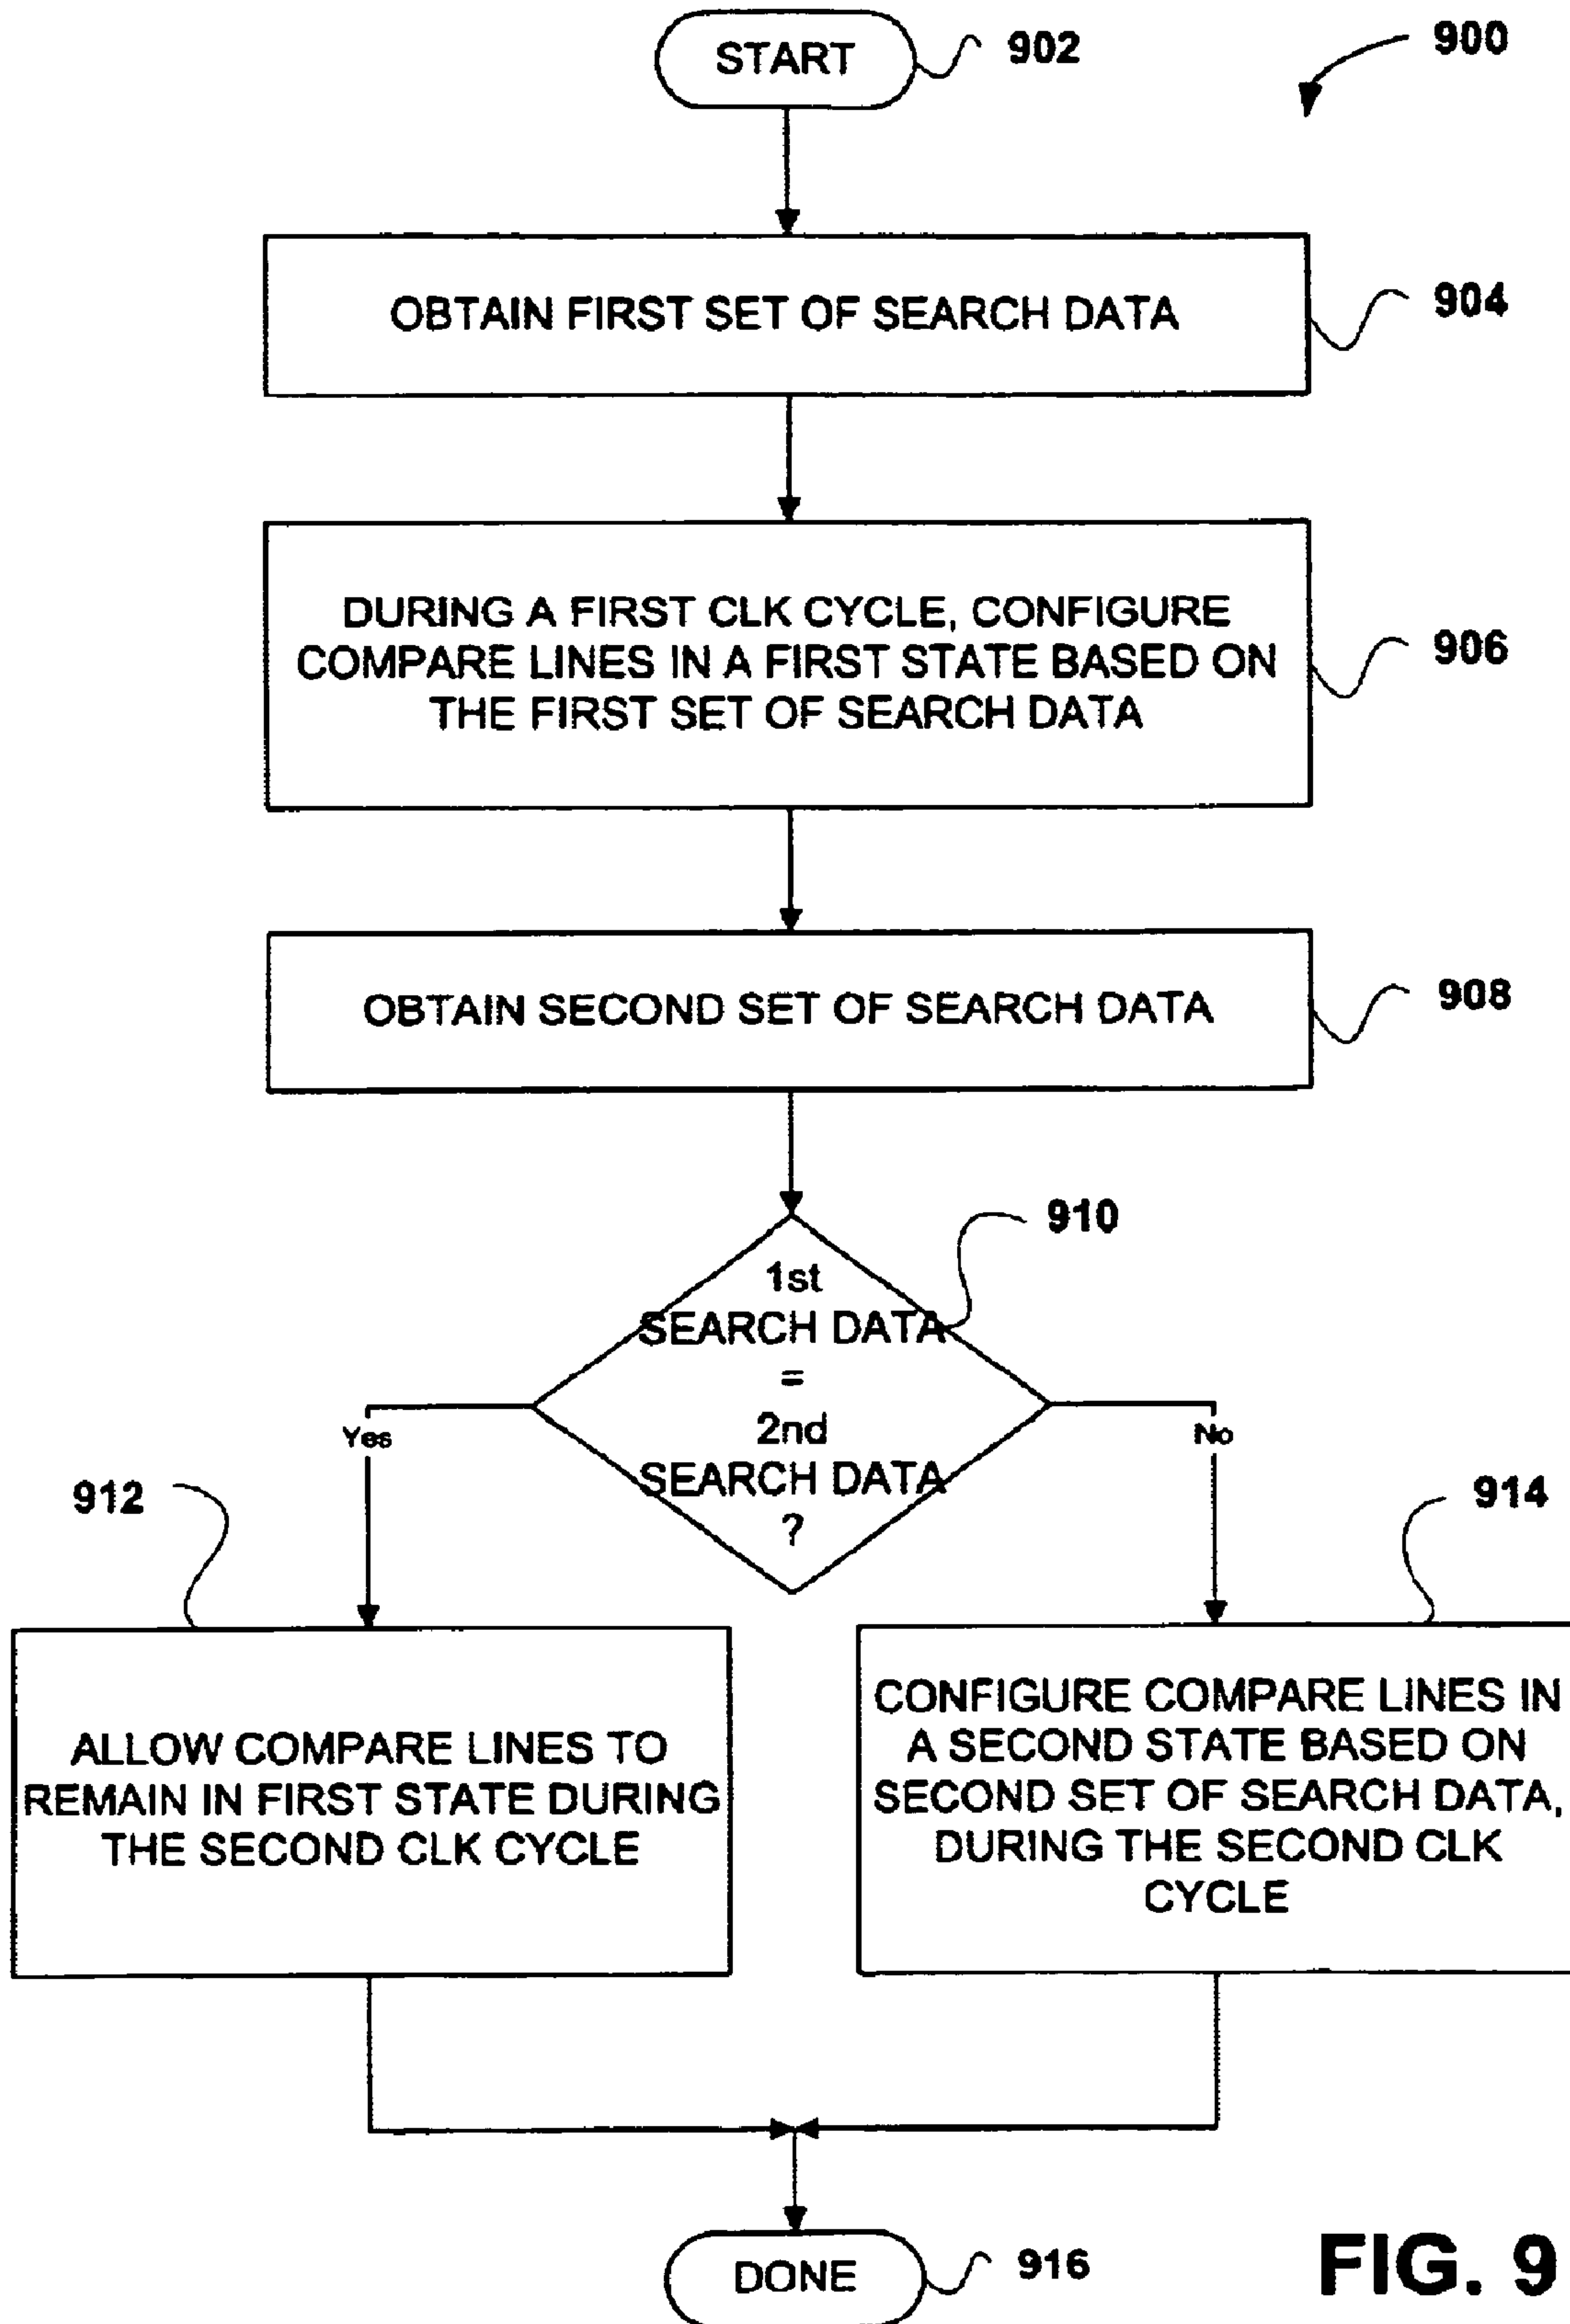 START
902
900
OBTAIN FIRST SET OF SEARCH DATA
904
DURING A FIRST CLK CYCLE, CONFIGURE
COMPARE LINES IN A FIRST STATE BASED ON
THE FIRST SET OF SEARCH DATA
906
OBTAIN SECOND SET OF SEARCH DATA
908
910
1st
SEARCH DATA
=
2nd
SEARCH DATA
?
Yes
No
912
914
ALLOW COMPARE LINES TO
REMAIN IN FIRST STATE DURING
THE SECOND CLK CYCLE
CONFIGURE COMPARE LINES IN
A SECOND STATE BASED ON
SECOND SET OF SEARCH DATA,
DURING THE SECOND CLK
CYCLE
DONE
916
FIG. 9